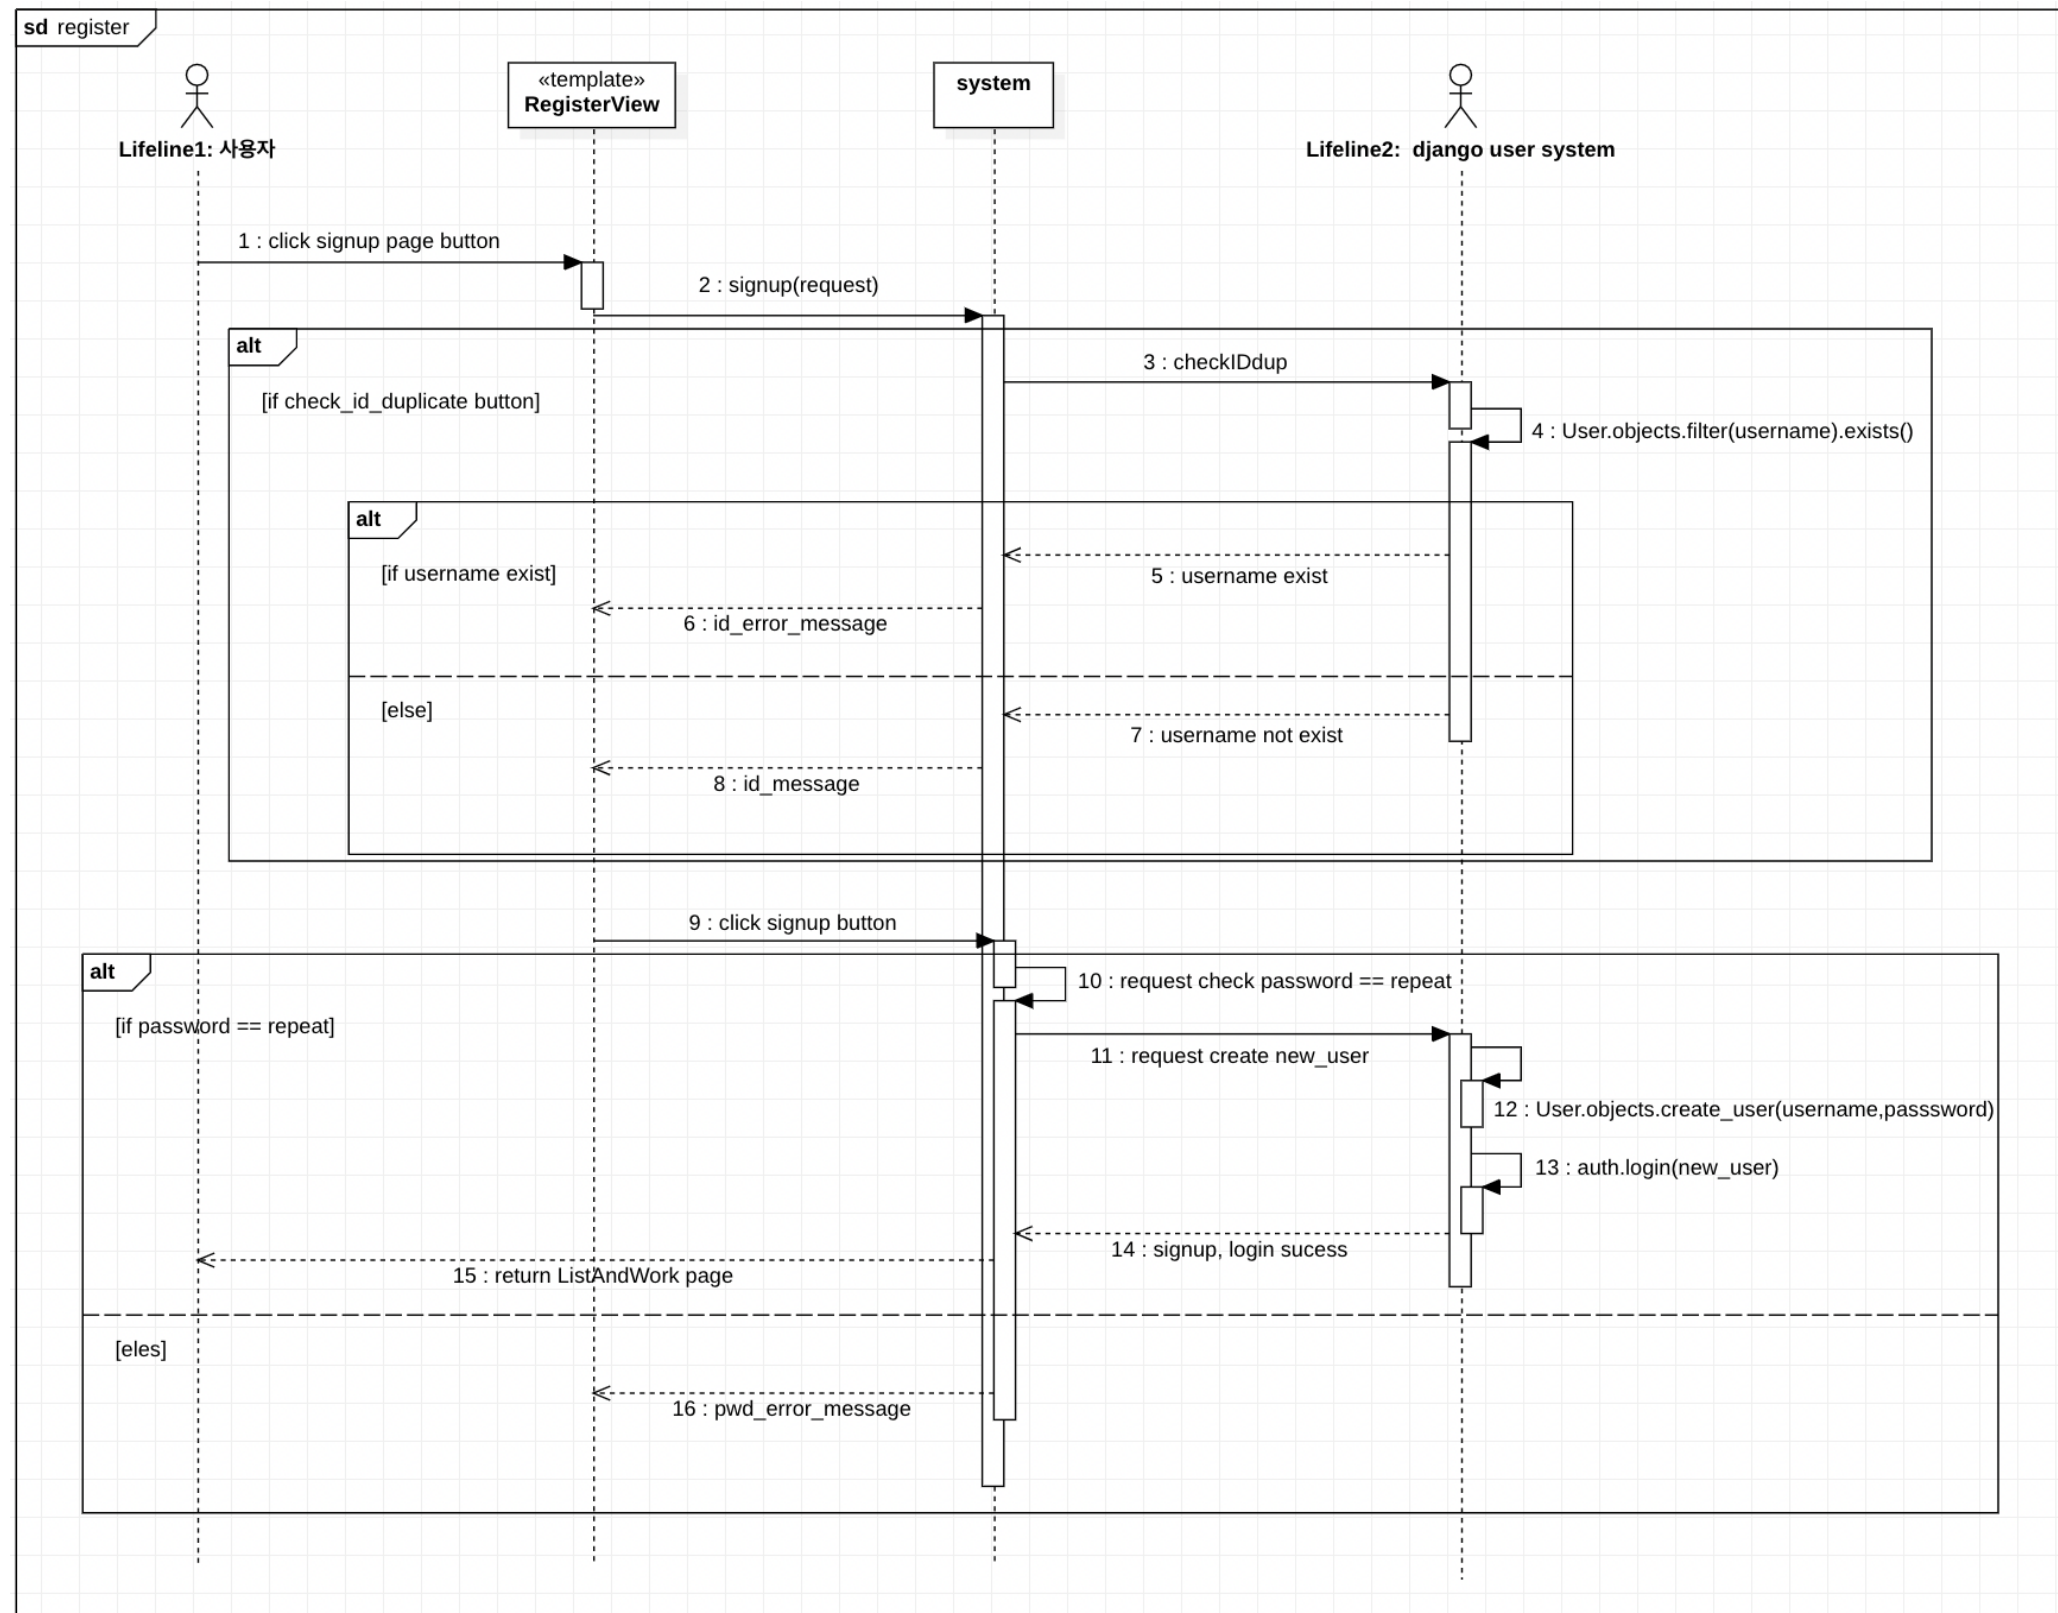 sd register
«template»
RegisterView
system
Lifeline1: 사용자
Lifeline2:  django user system
1 : click signup page button
2 : signup(request)
alt
3 : checkIDdup
[if check_id_duplicate button]
4 : User.objects.filter(username).exists()
alt
[if username exist]
5 : username exist
6 : id_error_message
[else]
7 : username not exist
8 : id_message
9 : click signup button
alt
10 : request check password == repeat
[if password == repeat]
11 : request create new_user
12 : User.objects.create_user(username,passsword)
13 : auth.login(new_user)
14 : signup, login sucess
15 : return ListAndWork page
[eles]
16 : pwd_error_message